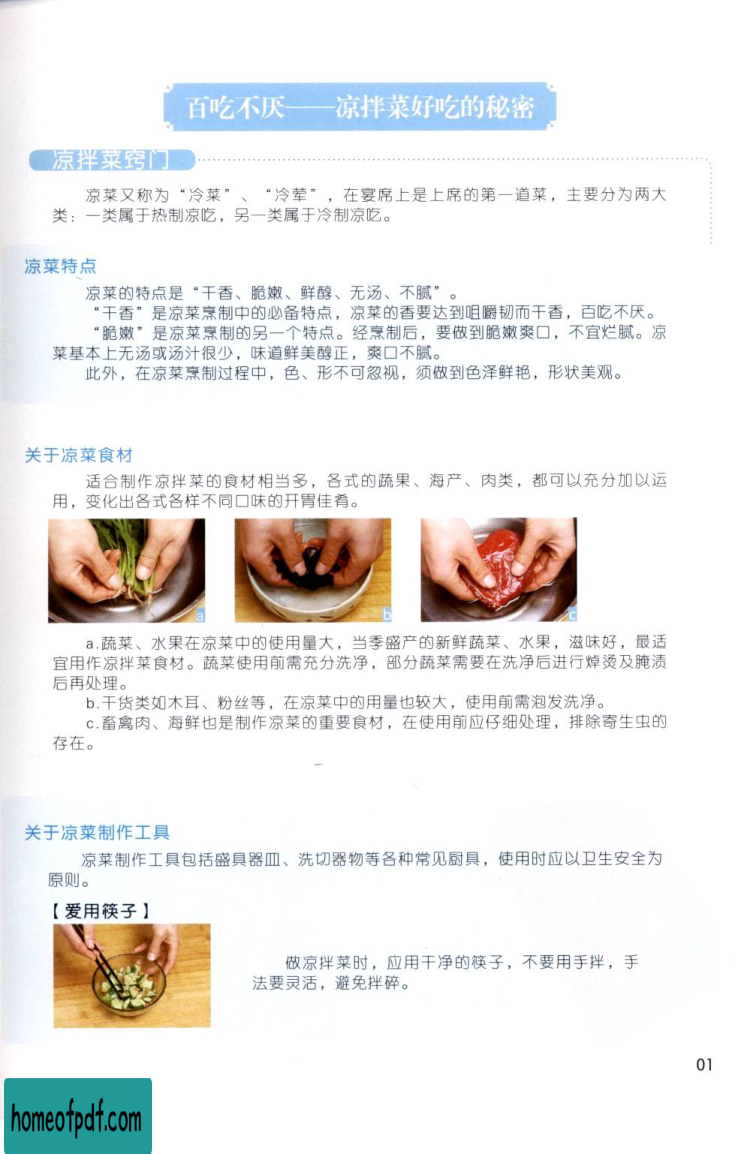 百吃不厌——凉拌菜好吃的秘密
凉拌菜窍门
凉菜又称为“冷菜”、“冷荤”，在宴席上是上席的第一道菜，主要分为两大
类：一类属于热制凉吃，另一类属于冷制凉吃。
凉菜特点
凉菜的特点是“干香、脆嫩、鲜醇、无汤、不腻”。
“干香”是凉菜烹制中的必备特点，凉菜的香要达到咀嚼韧而干香，百吃不厌。
“脆嫩”是凉菜烹制的另一个特点。经烹制后，要做到脆嫩爽口，不宜烂腻。凉
菜基本上无汤或汤汁很少，味道鲜美醇正，爽口不腻。
此外，在凉菜烹制过程中，色、形不可忽视，须做到色泽鲜艳，形状美观。
关于凉菜食材
适合制作凉拌菜的食材相当多，各式的蔬果、海产、肉类，都可以充分加以运
用，变化出各式各样不同口味的开胃佳肴。
a
b
c
a.蔬菜、水果在凉菜中的使用量大，当季盛产的新鲜蔬菜、水果，滋味好，最适
宜用作凉拌菜食材。蔬菜使用前需充分洗净，部分蔬菜需要在洗净后进行焯烫及腌渍
后再处理。
b.干货类如木耳、粉丝等，在凉菜中的用量也较大，使用前需泡发洗净。
c.畜禽肉、海鲜也是制作凉菜的重要食材，在使用前应仔细处理，排除寄生虫的
存在。
关于凉菜制作工具
凉菜制作工具包括盛具器皿、洗切器物等各种常见厨具，使用时应以卫生安全为
原则。
【爱用筷子】
做凉拌菜时，应用干净的筷子，不要用手拌，手
法要灵活，避免拌碎。
01
homeofpdf.com